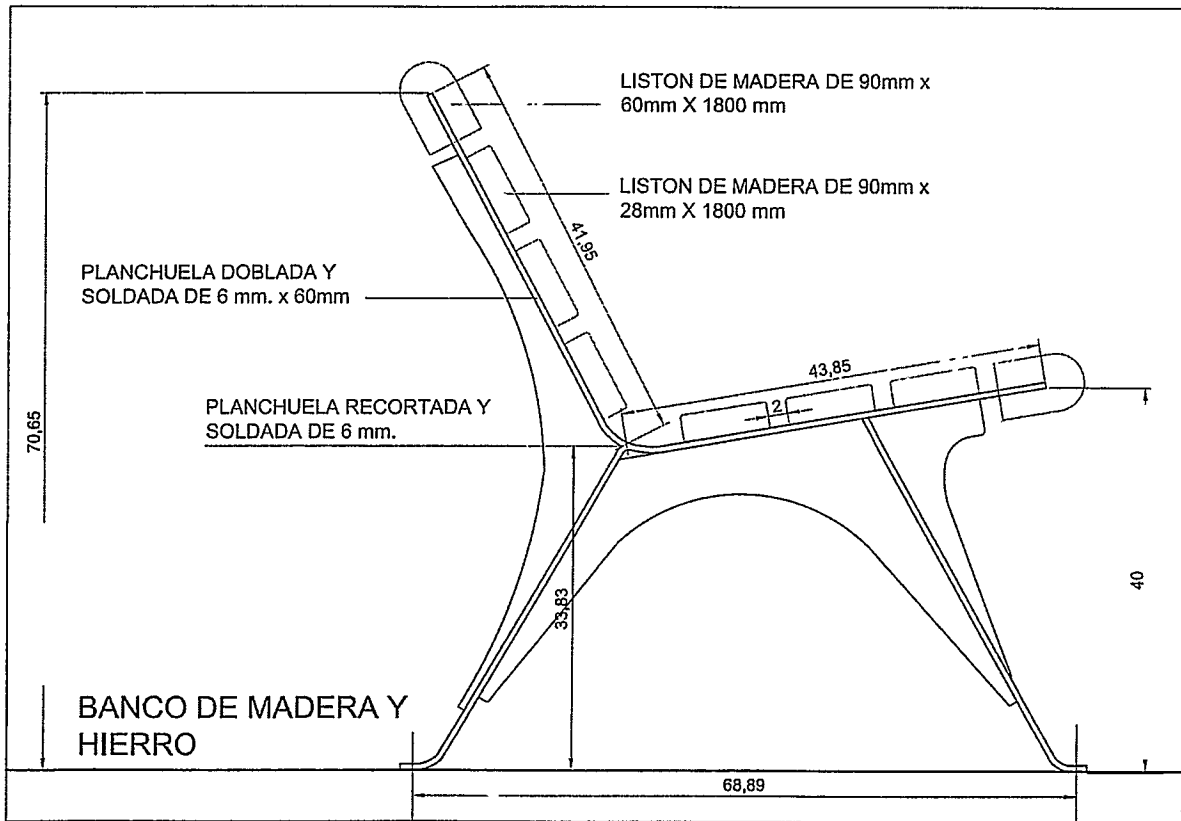 LISTON DE MADERA DE 90mm x
60mm X 1800 mm
LISTON DE MADERA DE 90mm x
28mm X 1800 mm
41,95
PLANCHUELA DOBLADA Y
SOLDADA DE 6 mm. x 60mm
43,85
2
PLANCHUELA RECORTADA Y
SOLDADA DE 6 mm.
70,65
33,83
40
BANCO DE MADERA Y
HIERRO
68,89